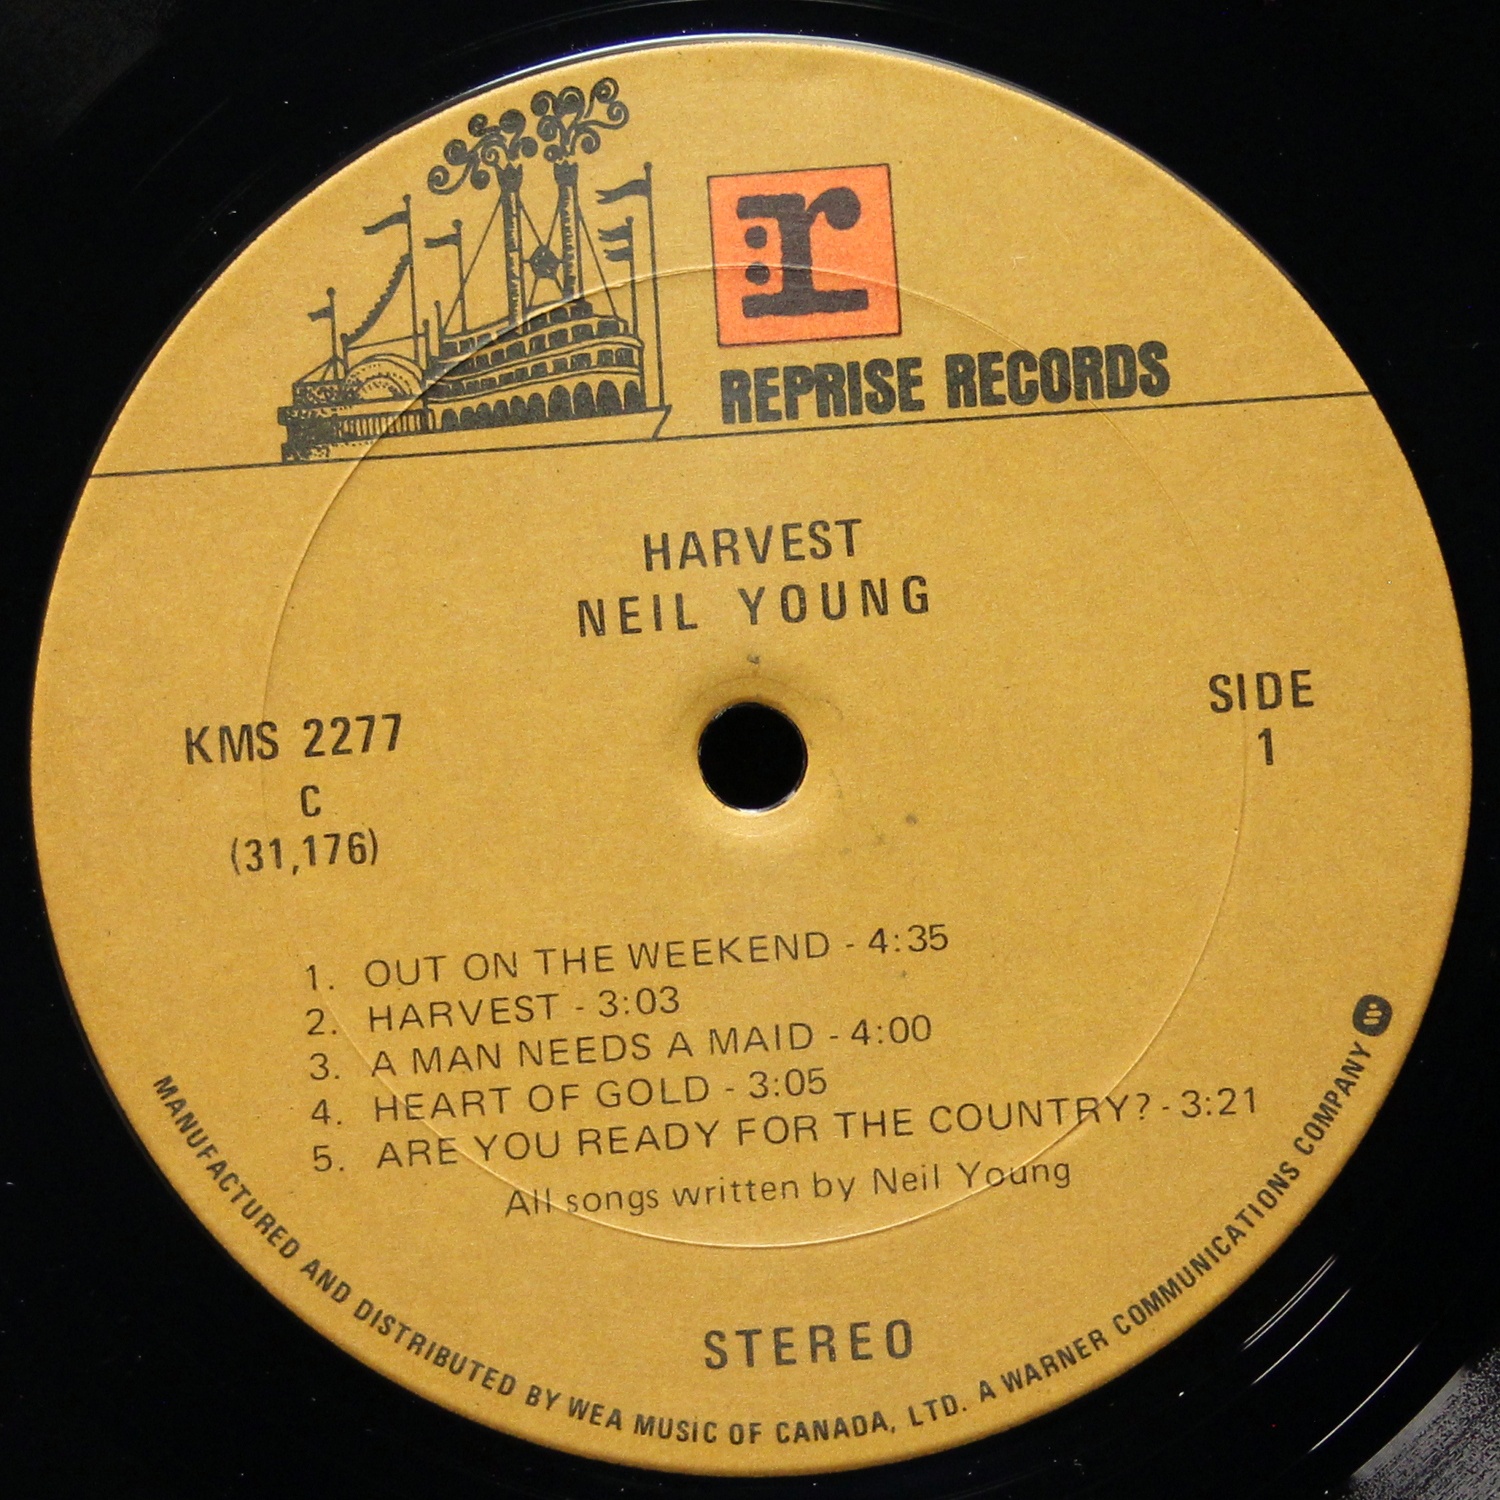 r
REPRISE RECORDS
HARVEST
NEIL YOUNG
KMS 2277
C
(31,176)
SIDE
1
1. OUT ON THE WEEKEND - 4:35
2. HARVEST - 3:03
3. A MAN NEEDS A MAID - 4:00
4. HEART OF GOLD - 3:05
5. ARE YOU READY FOR THE COUNTRY? - 3:21
All songs written by Neil Young
STEREO
MANUFACTURED AND DISTRIBUTED BY WEA MUSIC OF CANADA, LTD. A WARNER COMMUNICATIONS COMPANY